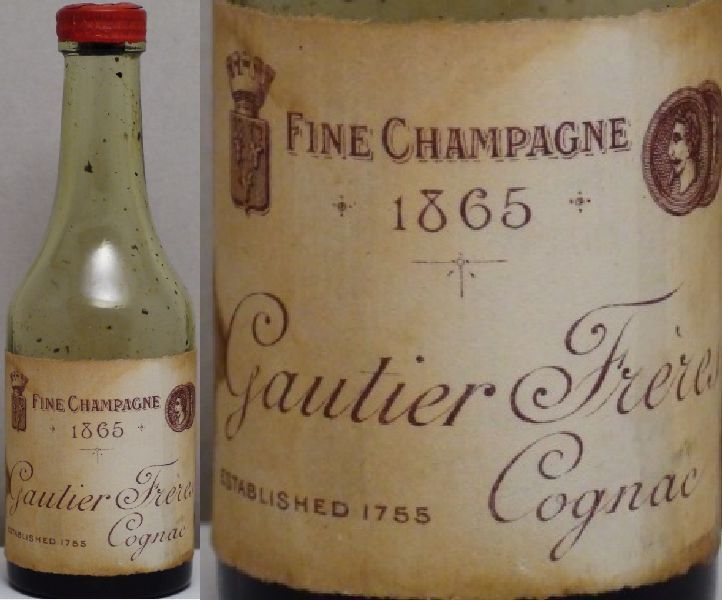 FINE CHAMPAGNE
1865
Gautier Frères
Cognac
ESTABLISHED 1755
FINE CHAMPAGNE
1865
Gautier Frères
Cognac
ESTABLISHED 1755